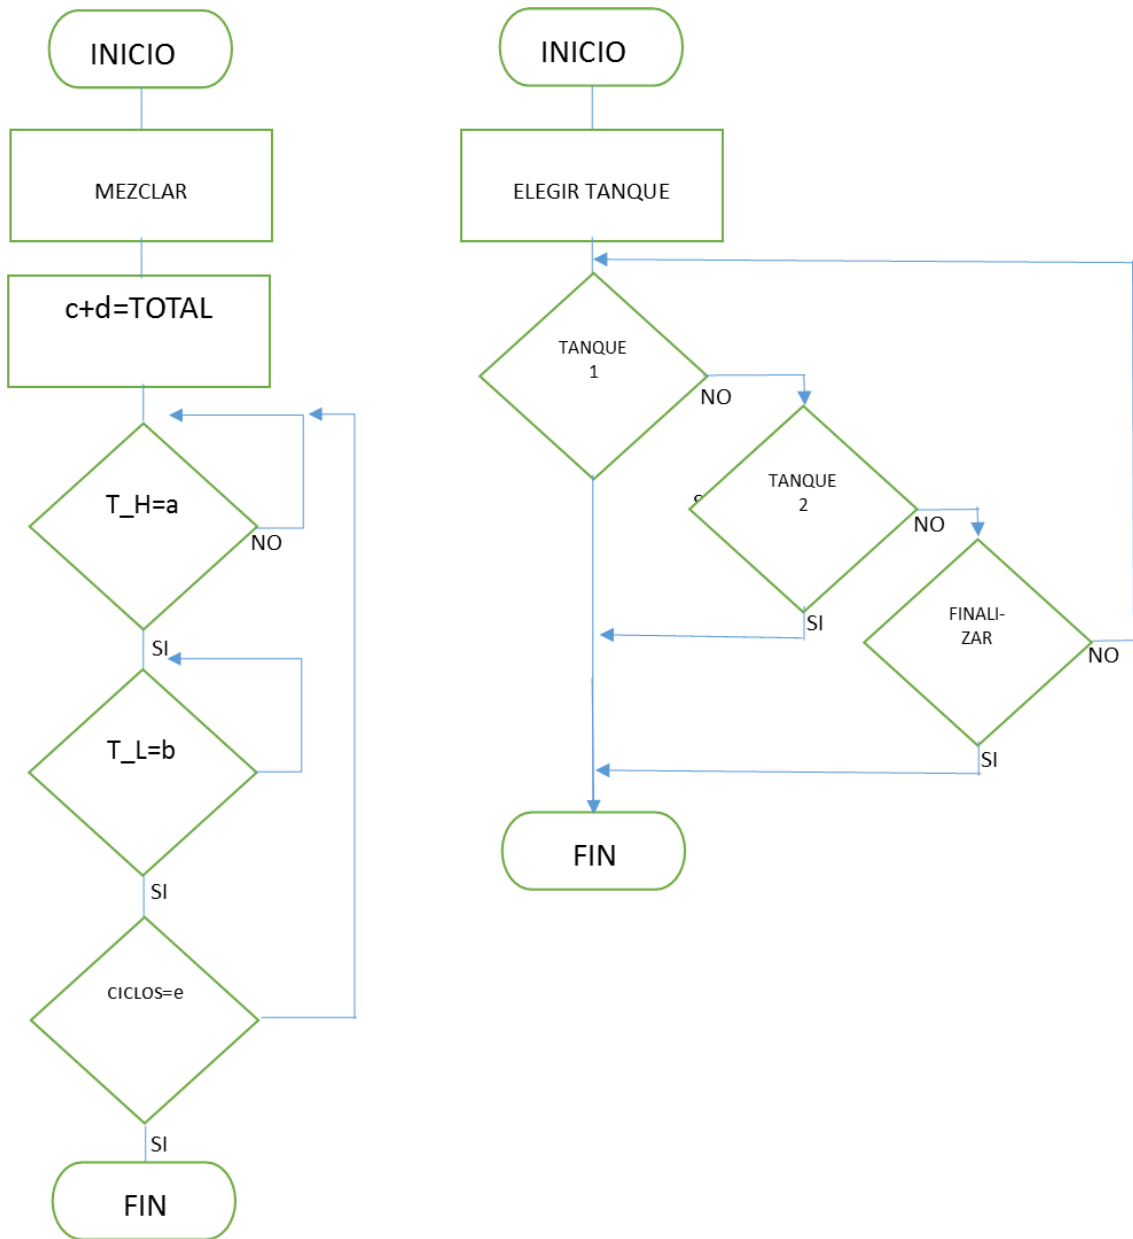 INICIO
MEZCLAR
c+d=TOTAL
T_H=a
NO
SI
T_L=b
SI
CICLOS=e
SI
FIN
INICIO
ELEGIR TANQUE
TANQUE
1
NO
TANQUE
2
NO
SI
FINALI-
ZAR
NO
SI
FIN